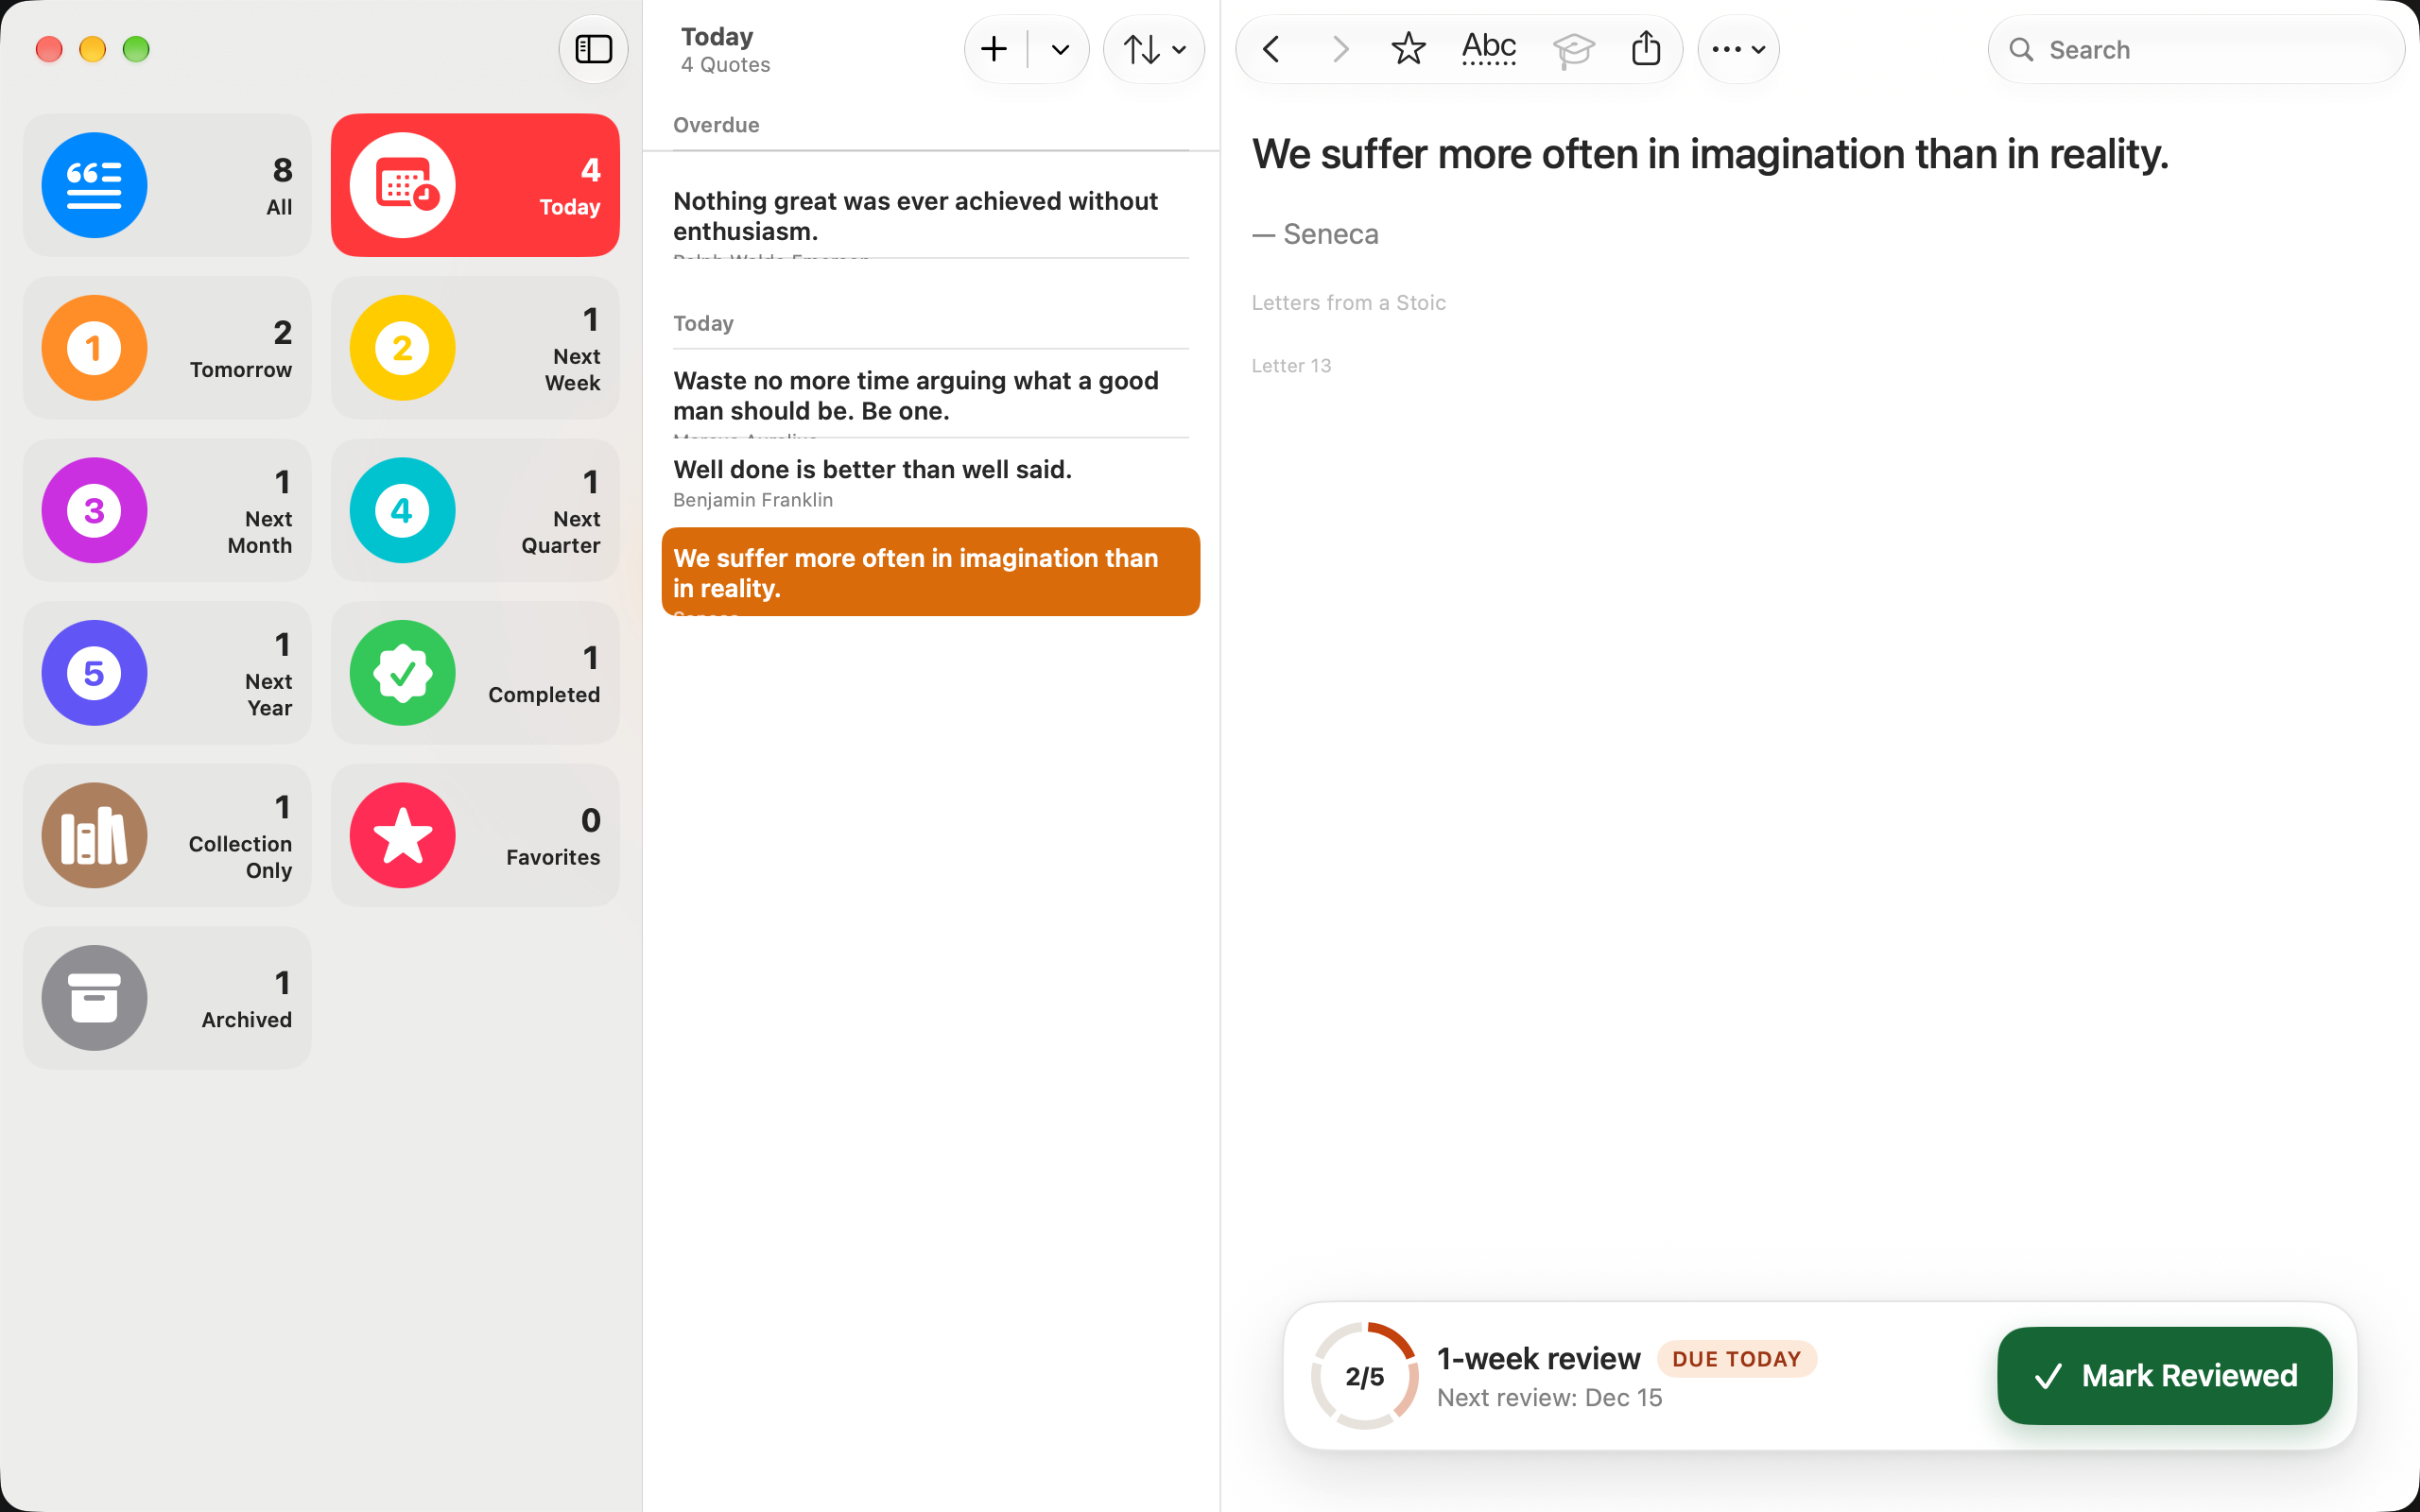 8
All
4
Today
2
Tomorrow
1
Next
Week
3
1
Next
Month
4
1
Next
Quarter
5
1
Next
Year
1
Completed
1
Collection
Only
0
Favorites
1
Archived
Today
4 Quotes
Overdue
Nothing great was ever achieved without
enthusiasm.
Today
Waste no more time arguing what a good
man should be. Be one.
Well done is better than well said.
Benjamin Franklin
We suffer more often in imagination than
in reality.
Abc
Search
We suffer more often in imagination than in reality.
— Seneca
Letters from a Stoic
Letter 13
2/5
1-week review DUE TODAY
Next review: Dec 15
Mark Reviewed